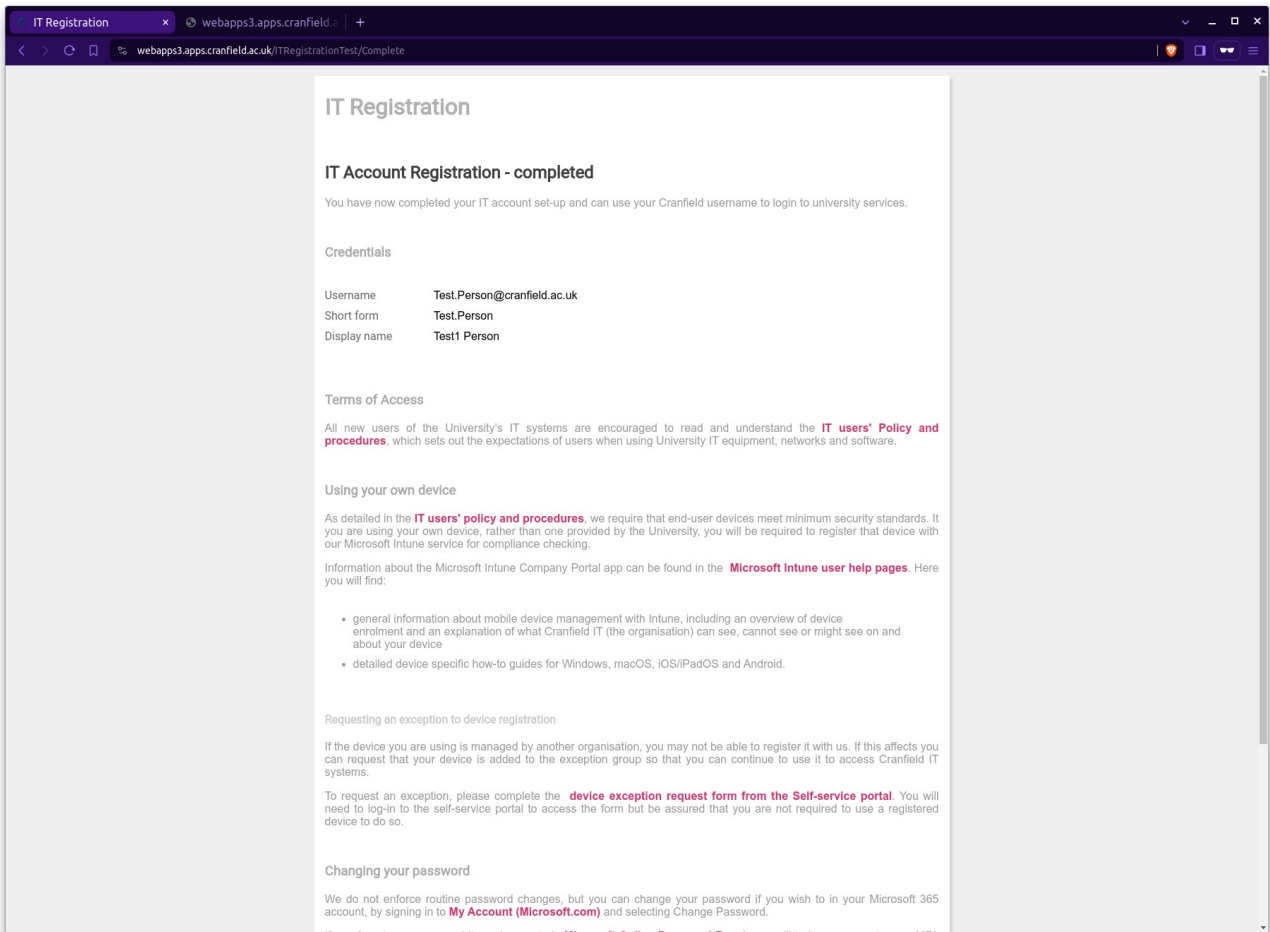 IT Registration
webapps3.apps.cranfield.a
webapps3.apps.cranfield.ac.uk/ITRegistrationTest/Complete
IT Registration
IT Account Registration - completed
You have now completed your IT account set-up and can use your Cranfield username to login to university services.
Credentials
Username Test.Person@cranfield.ac.uk
Short form Test.Person
Display name Test1 Person
Terms of Access
All new users of the University's IT systems are encouraged to read and understand the IT users' Policy and
procedures, which sets out the expectations of users when using University IT equipment, networks and software.
Using your own device
As detailed in the IT users' policy and procedures, we require that end-user devices meet minimum security standards. It
you are using your own device, rather than one provided by the University, you will be required to register that device with
our Microsoft Intune service for compliance checking.
Information about the Microsoft Intune Company Portal app can be found in the Microsoft Intune user help pages. Here
you will find:
• general information about mobile device management with Intune, including an overview of device
enrolment and an explanation of what Cranfield IT (the organisation) can see, cannot see or might see on and
about your device
• detailed device specific how-to guides for Windows, macOS, iOS/iPadOS and Android.
Requesting an exception to device registration
If the device you are using is managed by another organisation, you may not be able to register it with us. If this affects you
can request that your device is added to the exception group so that you can continue to use it to access Cranfield IT
systems.
To request an exception, please complete the device exception request form from the Self-service portal. You will
need to log-in to the self-service portal to access the form but be assured that you are not required to use a registered
device to do so.
Changing your password
We do not enforce routine password changes, but you can change your password if you wish to in your Microsoft 365
account, by signing in to My Account (Microsoft.com) and selecting Change Password.